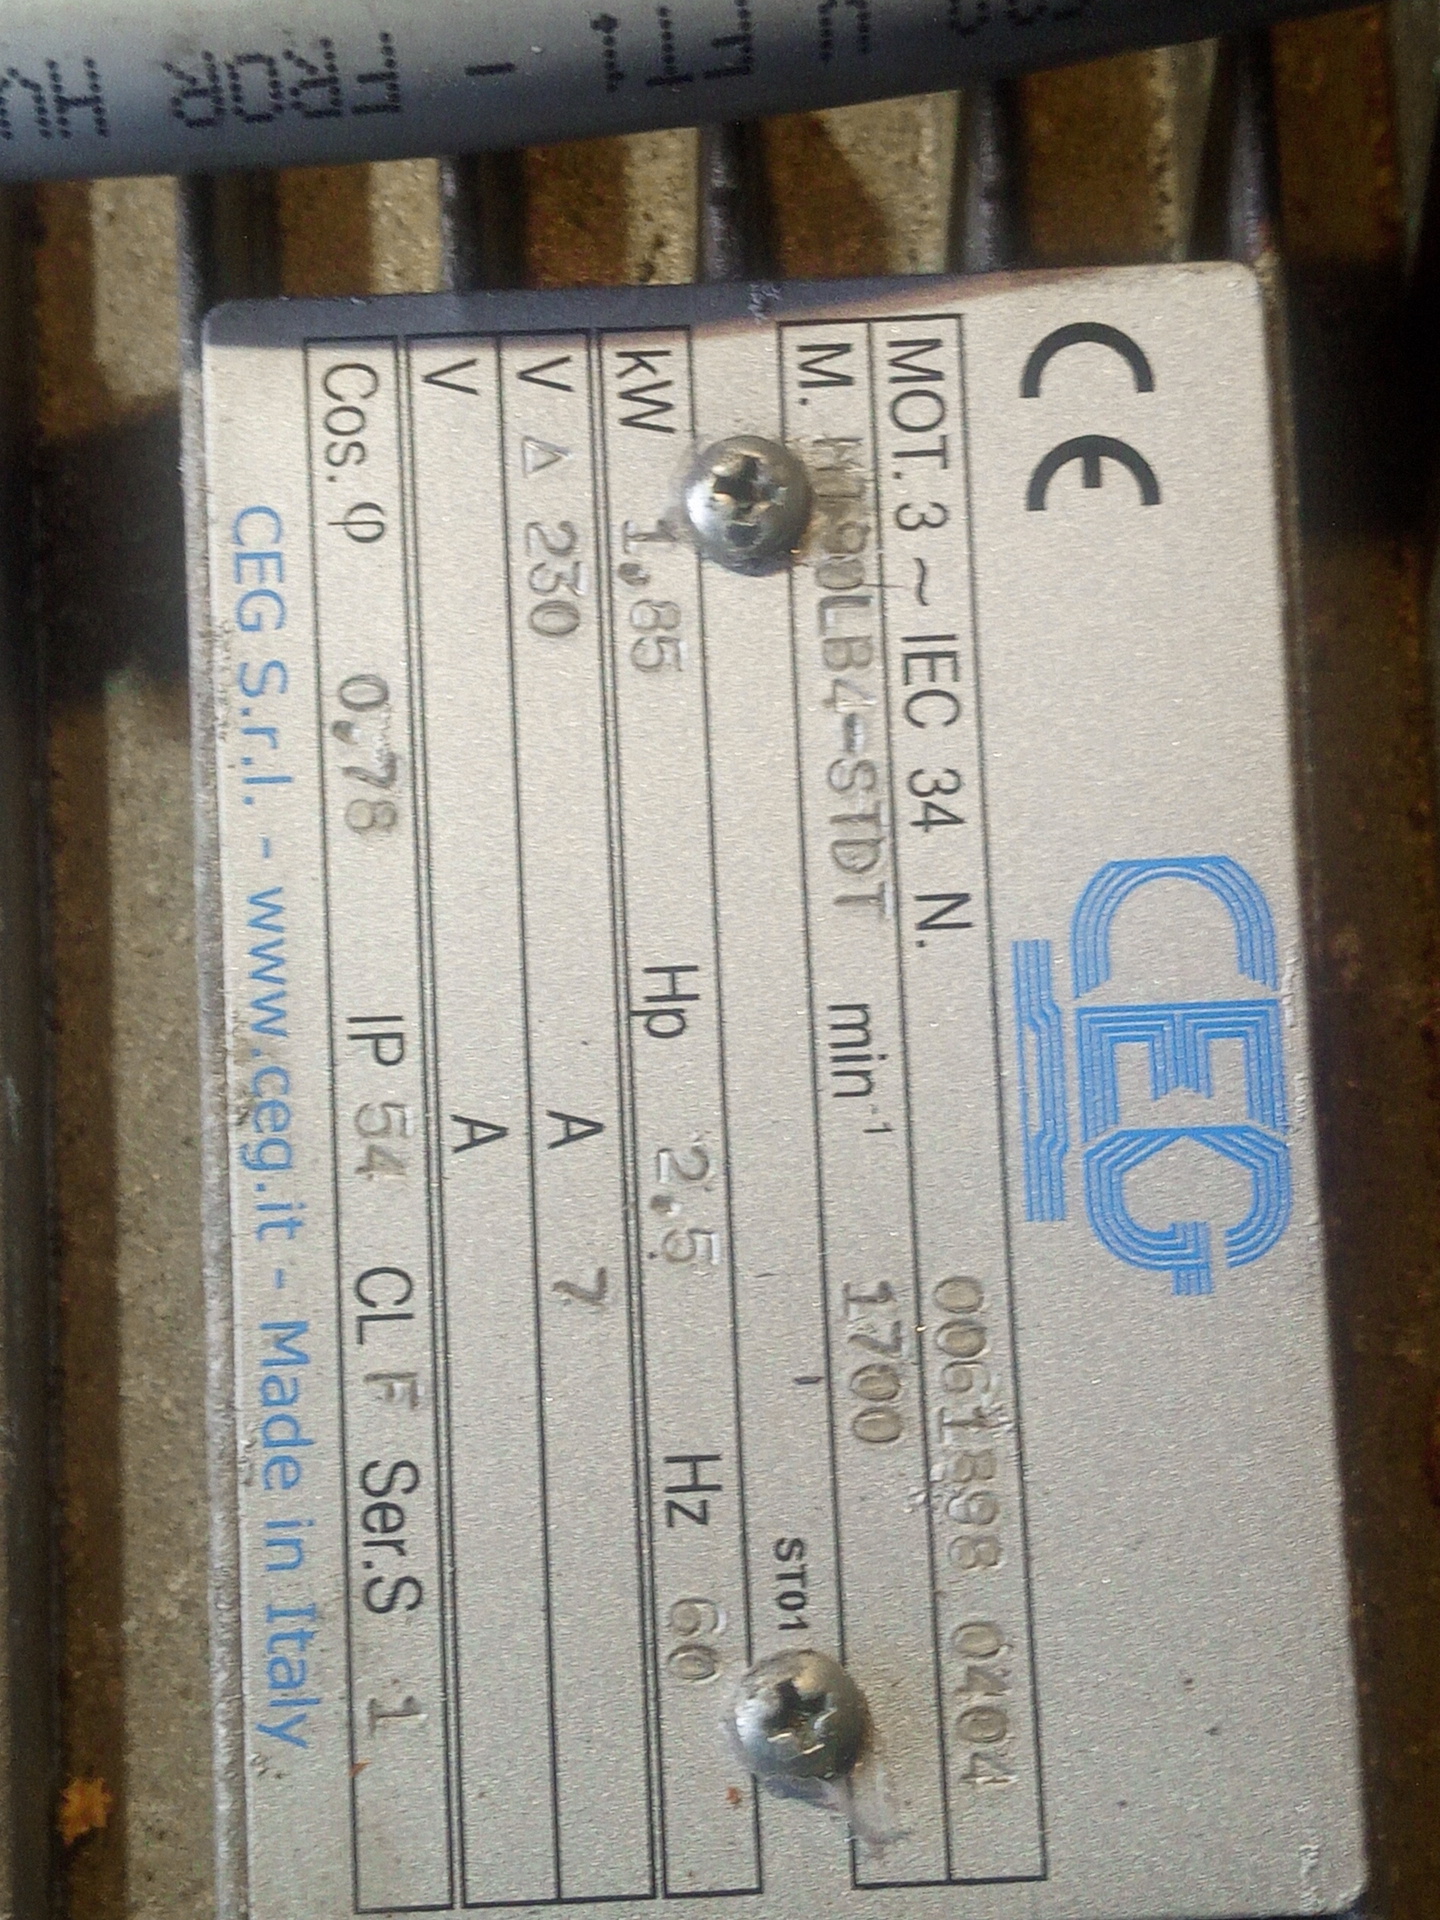 FROR
CE
CEG
MOT. 3 ~ IEC 34 N. 0061898 0404
M. 90LB4-STDT min⁻¹ 1700
ST01
kW 1,85 Hp 2,5 Hz 60
V Δ 230 A 7
V A
Cos. φ 0,78 IP 54 CL F Ser.S 1
CEG S.r.l. - www.ceg.it - Made in Italy